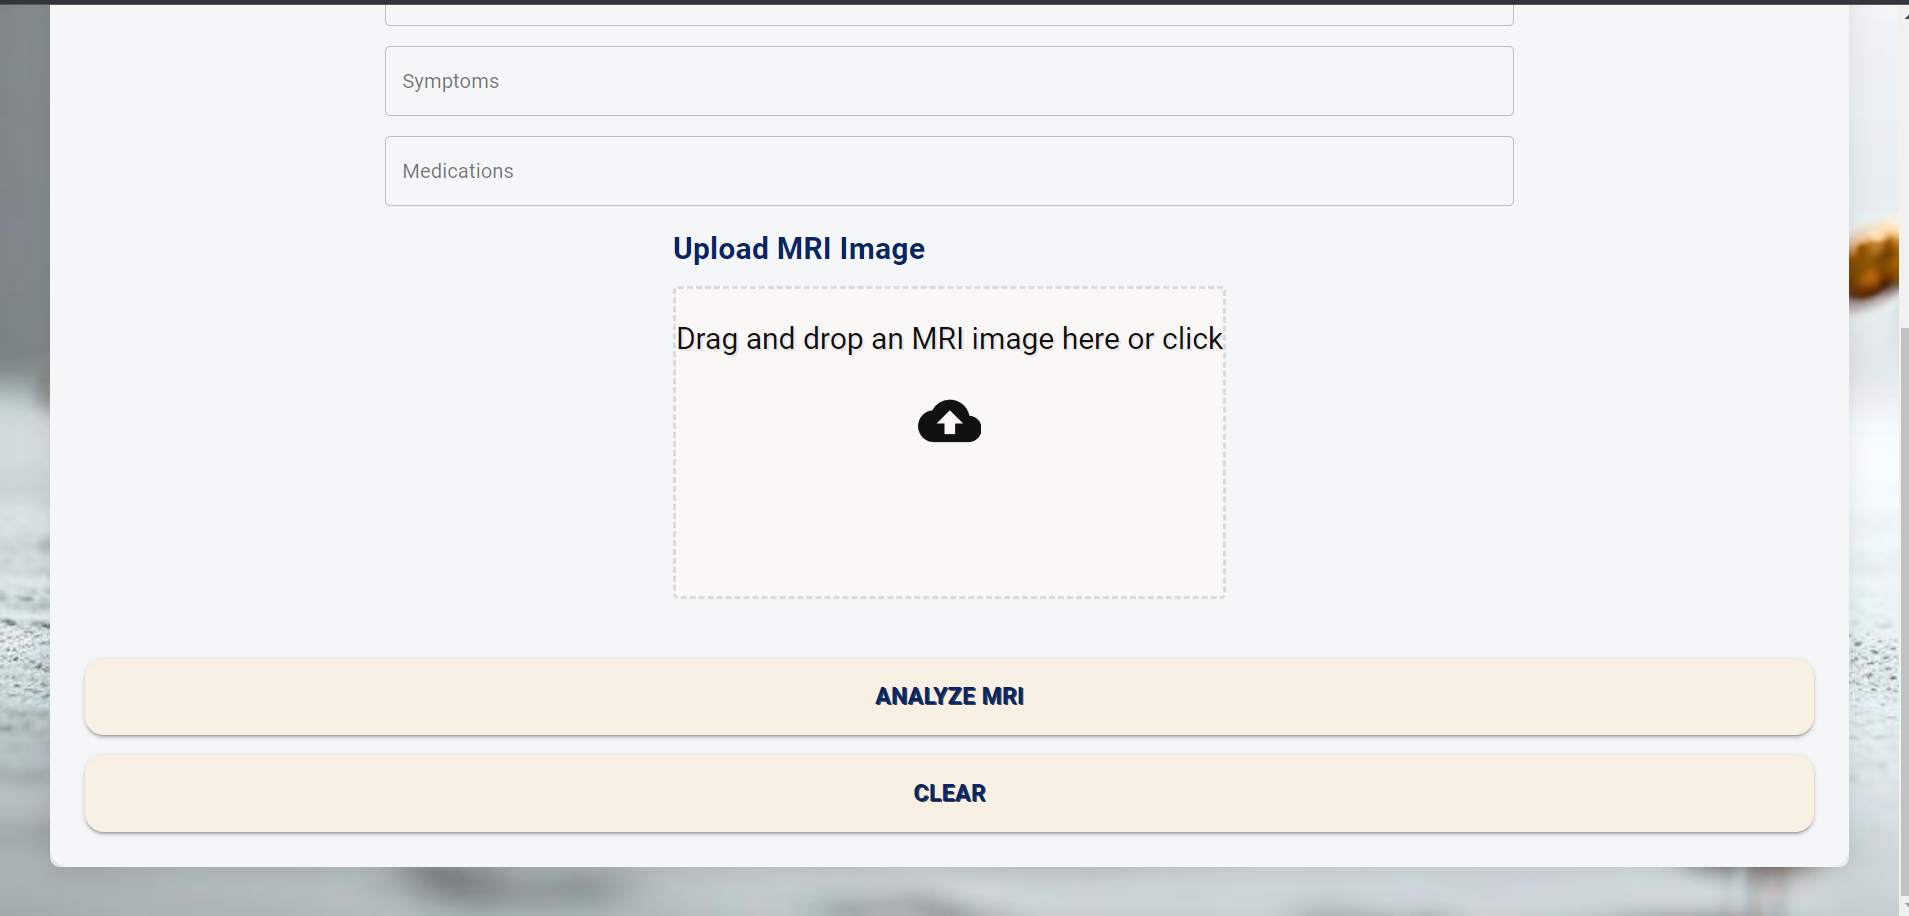 Symptoms
Medications
Upload MRI Image
Drag and drop an MRI image here or click
ANALYZE MRI
CLEAR